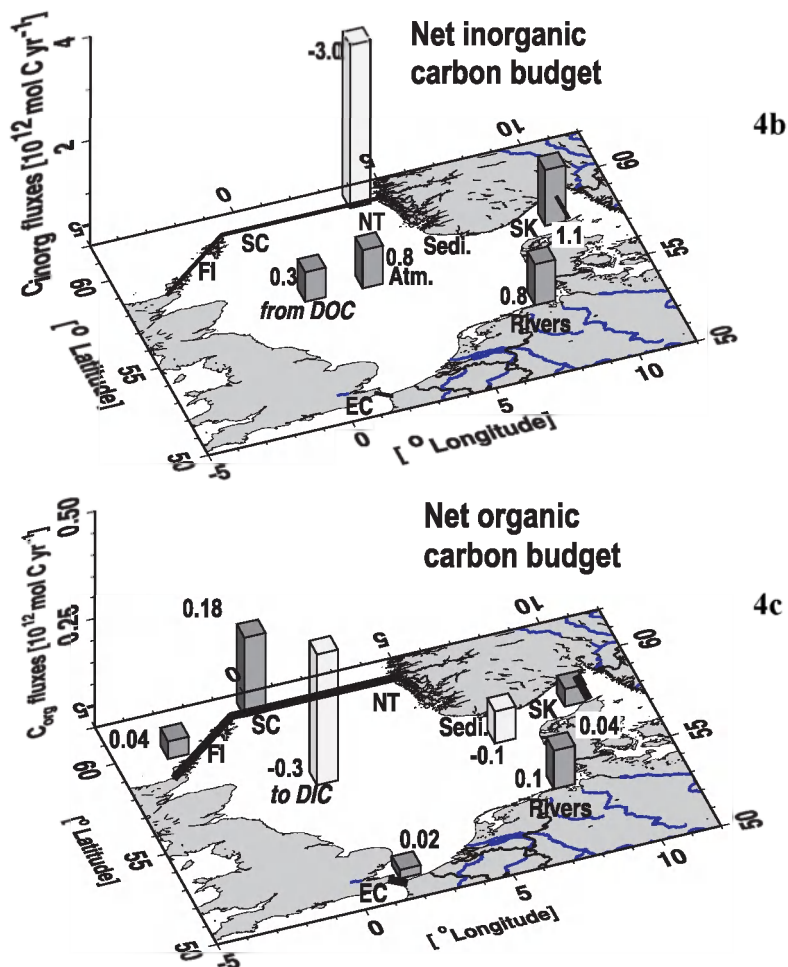 Net inorganic
carbon budget
4b
C inorg fluxes [10¹² mol C yr⁻¹]
4
2
-3.0
0
5
10
60
55
50
SC
NT
FI
Sedi.
SK
1.1
0.3
from DOC
0.8
Atm.
0.8
Rivers
EC
60
55
50
[° Latitude]
-5
0
5
10
[° Longitude]
Net organic
carbon budget
4c
C org fluxes [10¹² mol C yr⁻¹]
0.50
0.25
0.18
0
5
10
60
55
50
0.04
FI
SC
NT
Sedi.
-0.1
SK
0.04
-0.3
to DIC
0.1
Rivers
0.02
EC
60
55
50
[° Latitude]
-5
0
5
10
[° Longitude]